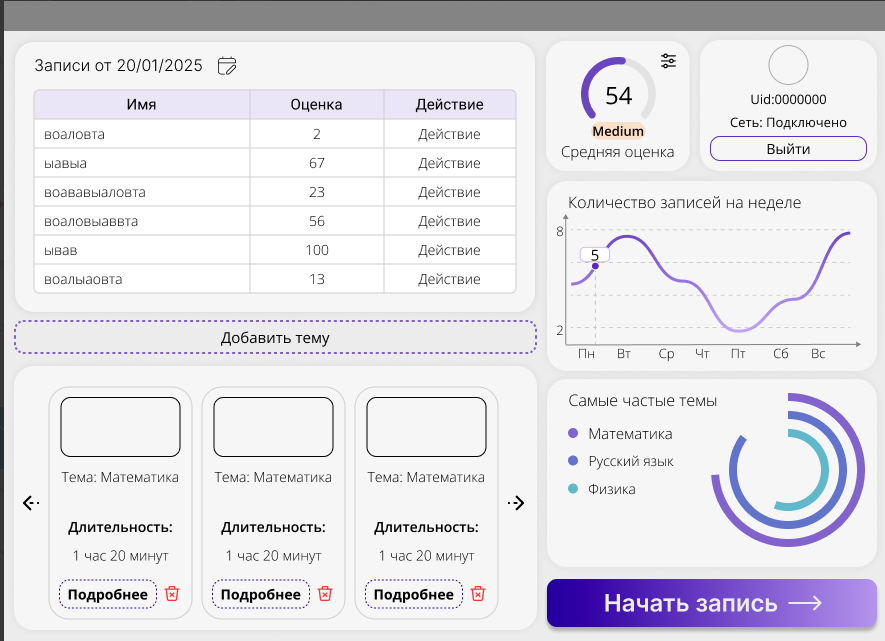 Записи от 20/01/2025
Имя Оценка Действие
воаловта 2 Действие
ыавыа 67 Действие
воававыаловта 23 Действие
воаловыаввта 56 Действие
ывав 100 Действие
воалыаовта 13 Действие
Добавить тему
Тема: Математика
Длительность:
1 час 20 минут
Подробнее
Тема: Математика
Длительность:
1 час 20 минут
Подробнее
Тема: Математика
Длительность:
1 час 20 минут
Подробнее
54
Medium
Средняя оценка
Uid:0000000
Сеть: Подключено
Выйти
Количество записей на неделе
8
5
2
Пн Вт Ср Чт Пт Сб Вс
Самые частые темы
Математика
Русский язык
Физика
Начать запись